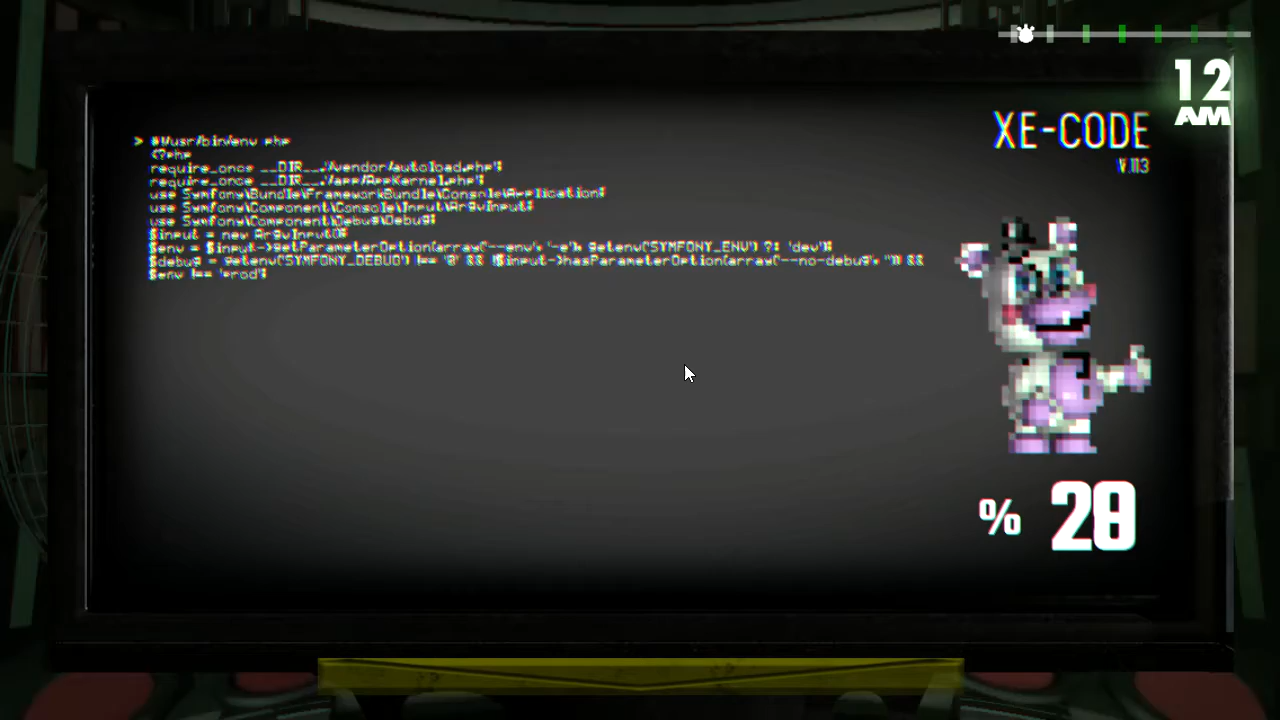 12
AM
XE-CODE
V.113
> #!/usr/bin/env php
<?php
require_once __DIR__.'/vendor/autoload.php';
require_once __DIR__.'/app/AppKernel.php';
use Symfony\Bundle\FrameworkBundle\Console\Application;
use Symfony\Component\Console\Input\ArgvInput;
use Symfony\Component\Debug\Debug;
$input = new ArgvInput();
$env = $input->getParameterOption(array('--env', '-e'), getenv('SYMFONY_ENV') ?: 'dev');
$debug = getenv('SYMFONY_DEBUG') !== '0' && !$input->hasParameterOption(array('--no-debug', '')) &&
$env !== 'prod';
% 28